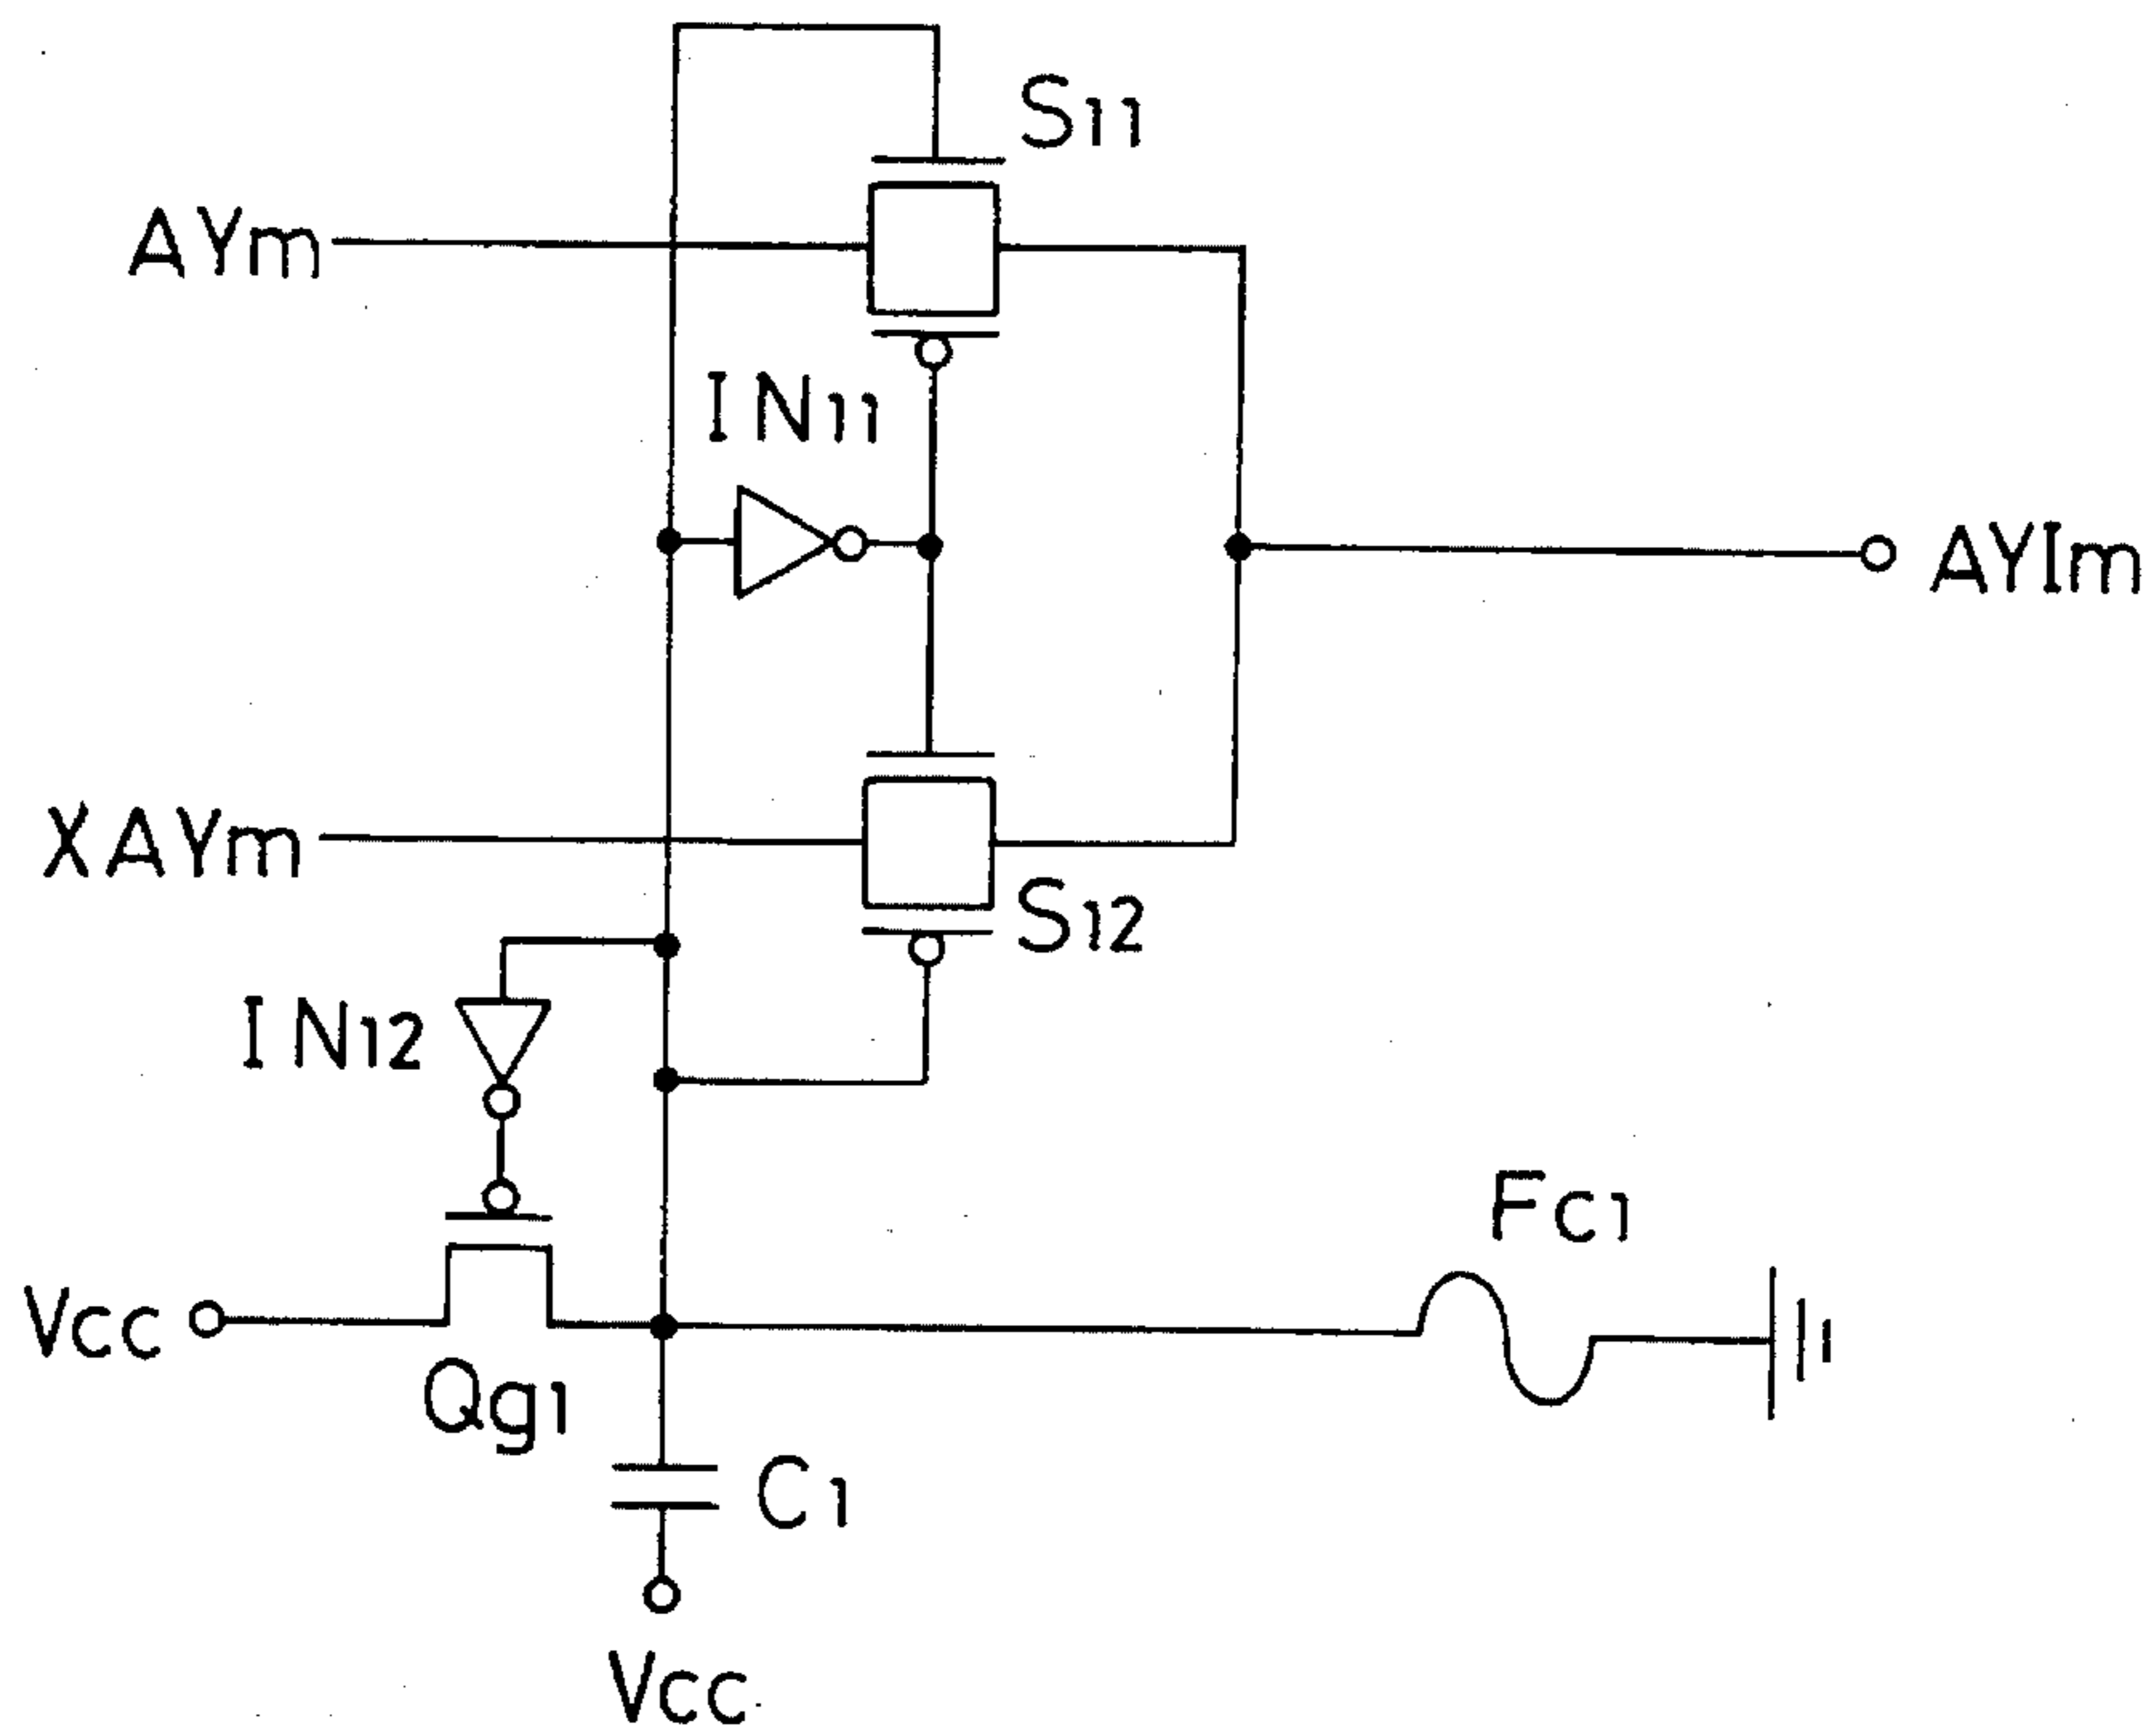 S11
AYm
IN11
AYIm
XAYm
S12
IN12
Fc1
Vcc
Qg1
C1
Vcc